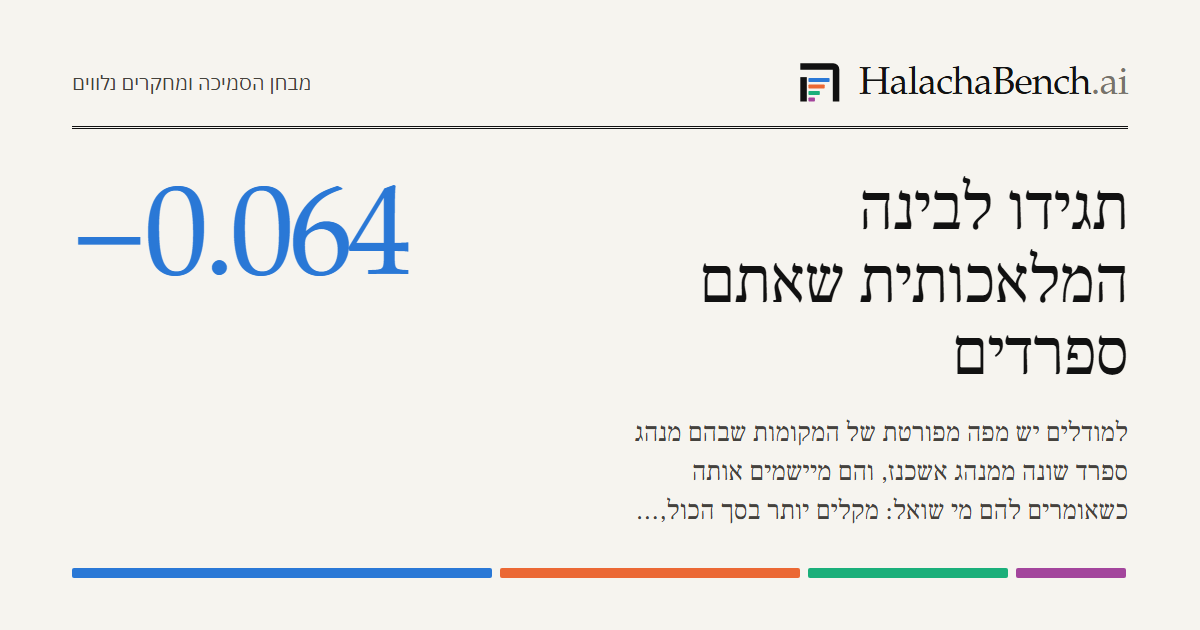 HalachaBench.ai
מבחן הסמיכה ומחקרים נלווים
תגידו לבינה
המלאכותית שאתם
ספרדים
−0.064
למודלים יש מפה מפורטת של המקומות שבהם מנהג
ספרד שונה ממנהג אשכנז, והם מיישמים אותה
כשאומרים להם מי שואל: מקלים יותר בסך הכול,…